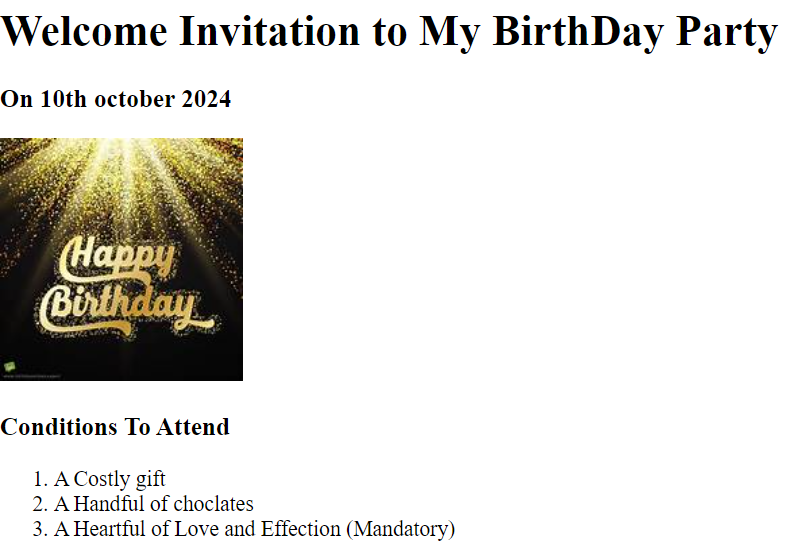 Welcome Invitation to My BirthDay Party
On 10th october 2024
Happy
Birthday
Conditions To Attend
1. A Costly gift
2. A Handful of choclates
3. A Heartful of Love and Effection (Mandatory)